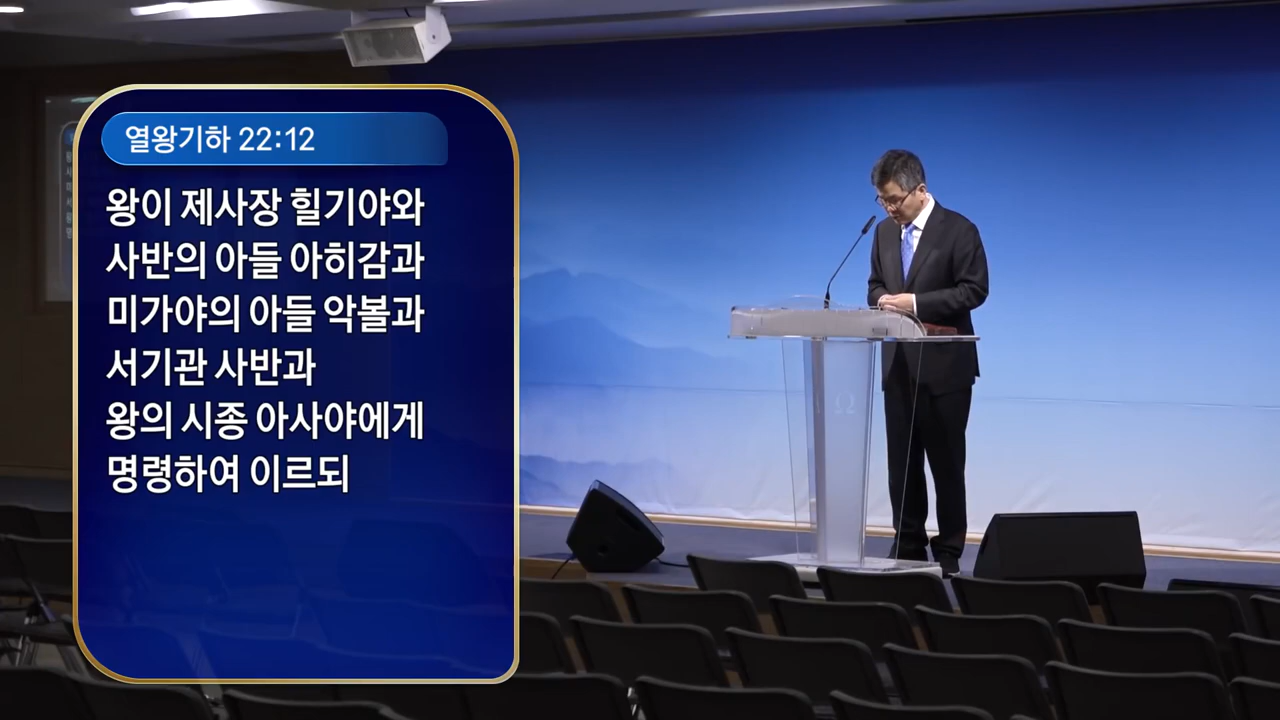 열왕기하 22:12
왕이 제사장 힐기야와
사반의 아들 아히감과
미가야의 아들 악볼과
서기관 사반과
왕의 시종 아사야에게
명령하여 이르되
Ω